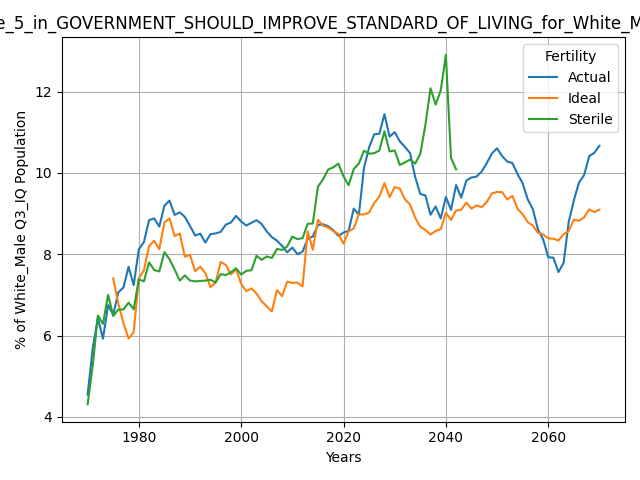 e_5_in_GOVERNMENT_SHOULD_IMPROVE_STANDARD_OF_LIVING_for_White_M
Fertility
Actual
Ideal
Sterile
% of White_Male Q3_IQ Population
12
10
8
6
4
1980 2000 2020 2040 2060
Years